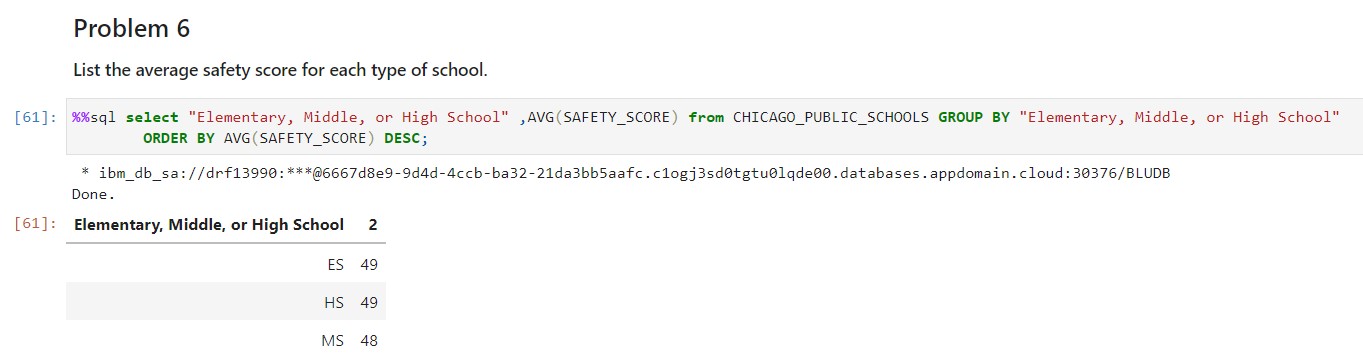 Problem 6
List the average safety score for each type of school.
[61]: %%sql select "Elementary, Middle, or High School" ,AVG(SAFETY_SCORE) from CHICAGO_PUBLIC_SCHOOLS GROUP BY "Elementary, Middle, or High School"
ORDER BY AVG(SAFETY_SCORE) DESC;
* ibm_db_sa://drf13990:***@6667d8e9-9d4d-4ccb-ba32-21da3bb5aafc.c1ogj3sd0tgtu0lqde00.databases.appdomain.cloud:30376/BLUDB
Done.
[61]: Elementary, Middle, or High School 2
ES 49
HS 49
MS 48